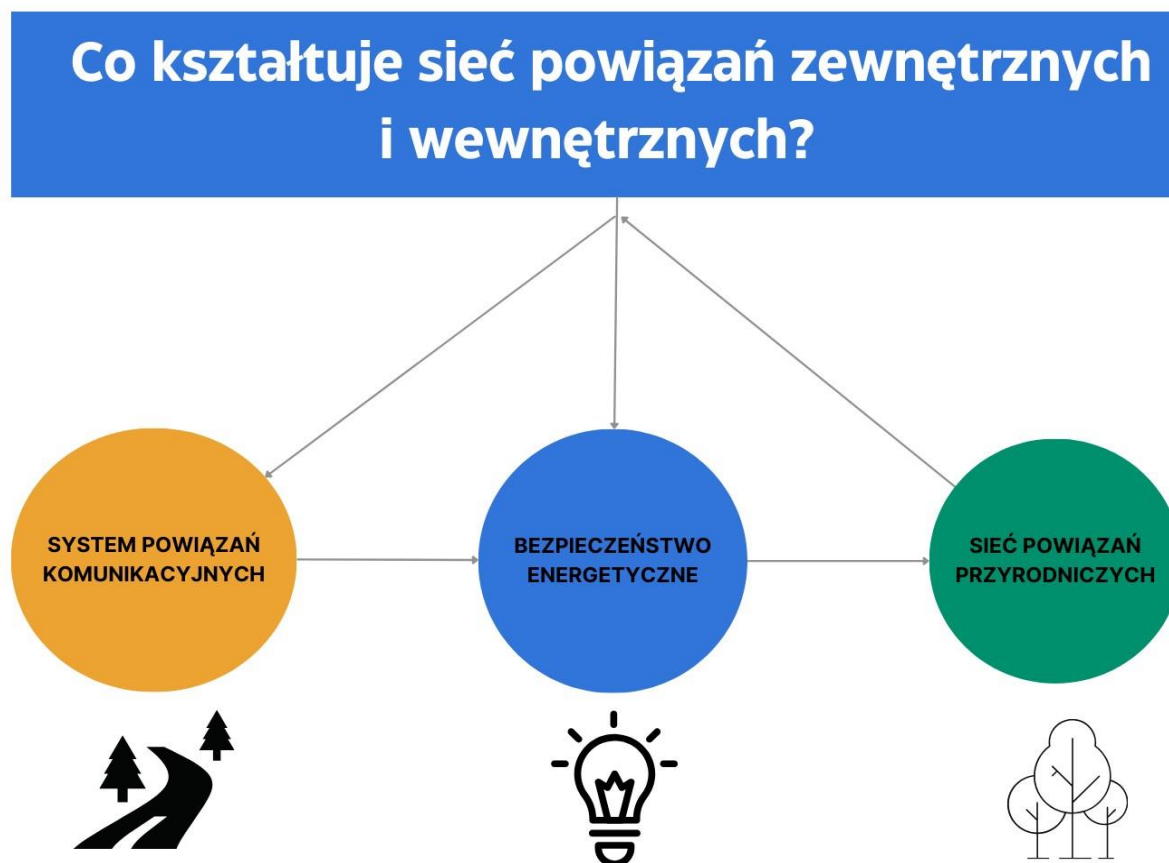 Co kształtuje sieć powiązań zewnętrznych
i wewnętrznych?
SYSTEM POWIĄZAŃ
KOMUNIKACYJNYCH
BEZPIECZEŃSTWO
ENERGETYCZNE
SIEĆ POWIĄZAŃ
PRZYRODNICZYCH